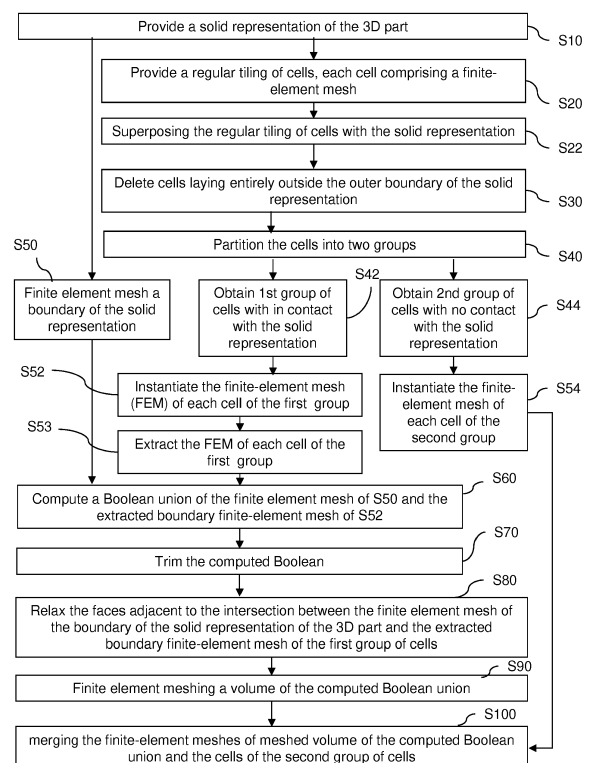 Provide a solid representation of the 3D part
S10
Provide a regular tiling of cells, each cell comprising a finite-
element mesh
S20
Superposing the regular tiling of cells with the solid representation
S22
Delete cells laying entirely outside the outer boundary of the solid
representation
S30
Partition the cells into two groups
S40
S50
Finite element mesh a
boundary of the solid
representation
S42
Obtain 1st group of
cells with in contact
with the solid
representation
Obtain 2nd group of
cells with no contact
with the solid
representation
S44
S52
Instantiate the finite-element mesh
(FEM) of each cell of the first group
Instantiate the finite-
element mesh of
each cell of the
second group
S54
S53
Extract the FEM of each cell of the
first group
S60
Compute a Boolean union of the finite element mesh of S50 and the
extracted boundary finite-element mesh of S52
S70
Trim the computed Boolean
S80
Relax the faces adjacent to the intersection between the finite element mesh of
the boundary of the solid representation of the 3D part and the extracted
boundary finite-element mesh of the first group of cells
S90
Finite element meshing a volume of the computed Boolean union
S100
merging the finite-element meshes of meshed volume of the computed Boolean
union and the cells of the second group of cells